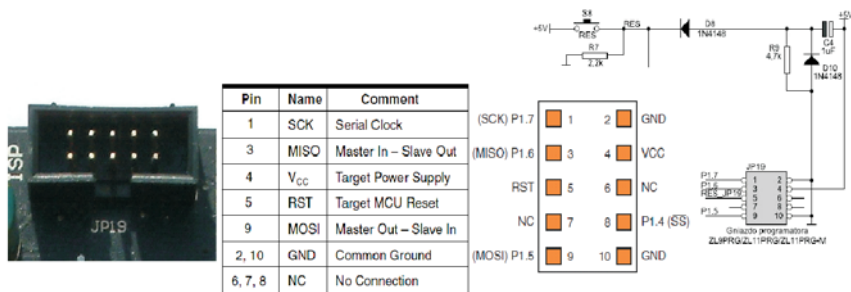 ISP
JP19
Pin Name Comment
1 SCK Serial Clock
3 MISO Master In – Slave Out
4 VCC Target Power Supply
5 RST Target MCU Reset
9 MOSI Master Out – Slave In
2, 10 GND Common Ground
6, 7, 8 NC No Connection
(SCK) P1.7 1 2 GND
(MISO) P1.6 3 4 VCC
RST 5 6 NC
NC 7 8 P1.4 (SS)
(MOSI) P1.5 9 10 GND
+5V S8 RES RES D8 1N4148 +5V
R7 2,2k
R9 4,7k
C4 1uF
D10 1N4148
JP19
P1.7 1 2
P1.6 3 4
RES_JP19 5 6
7 8
P1.5 9 10
Gniazdo programatora
ZL9PRG/ZL11PRG/ZL11PRG-M